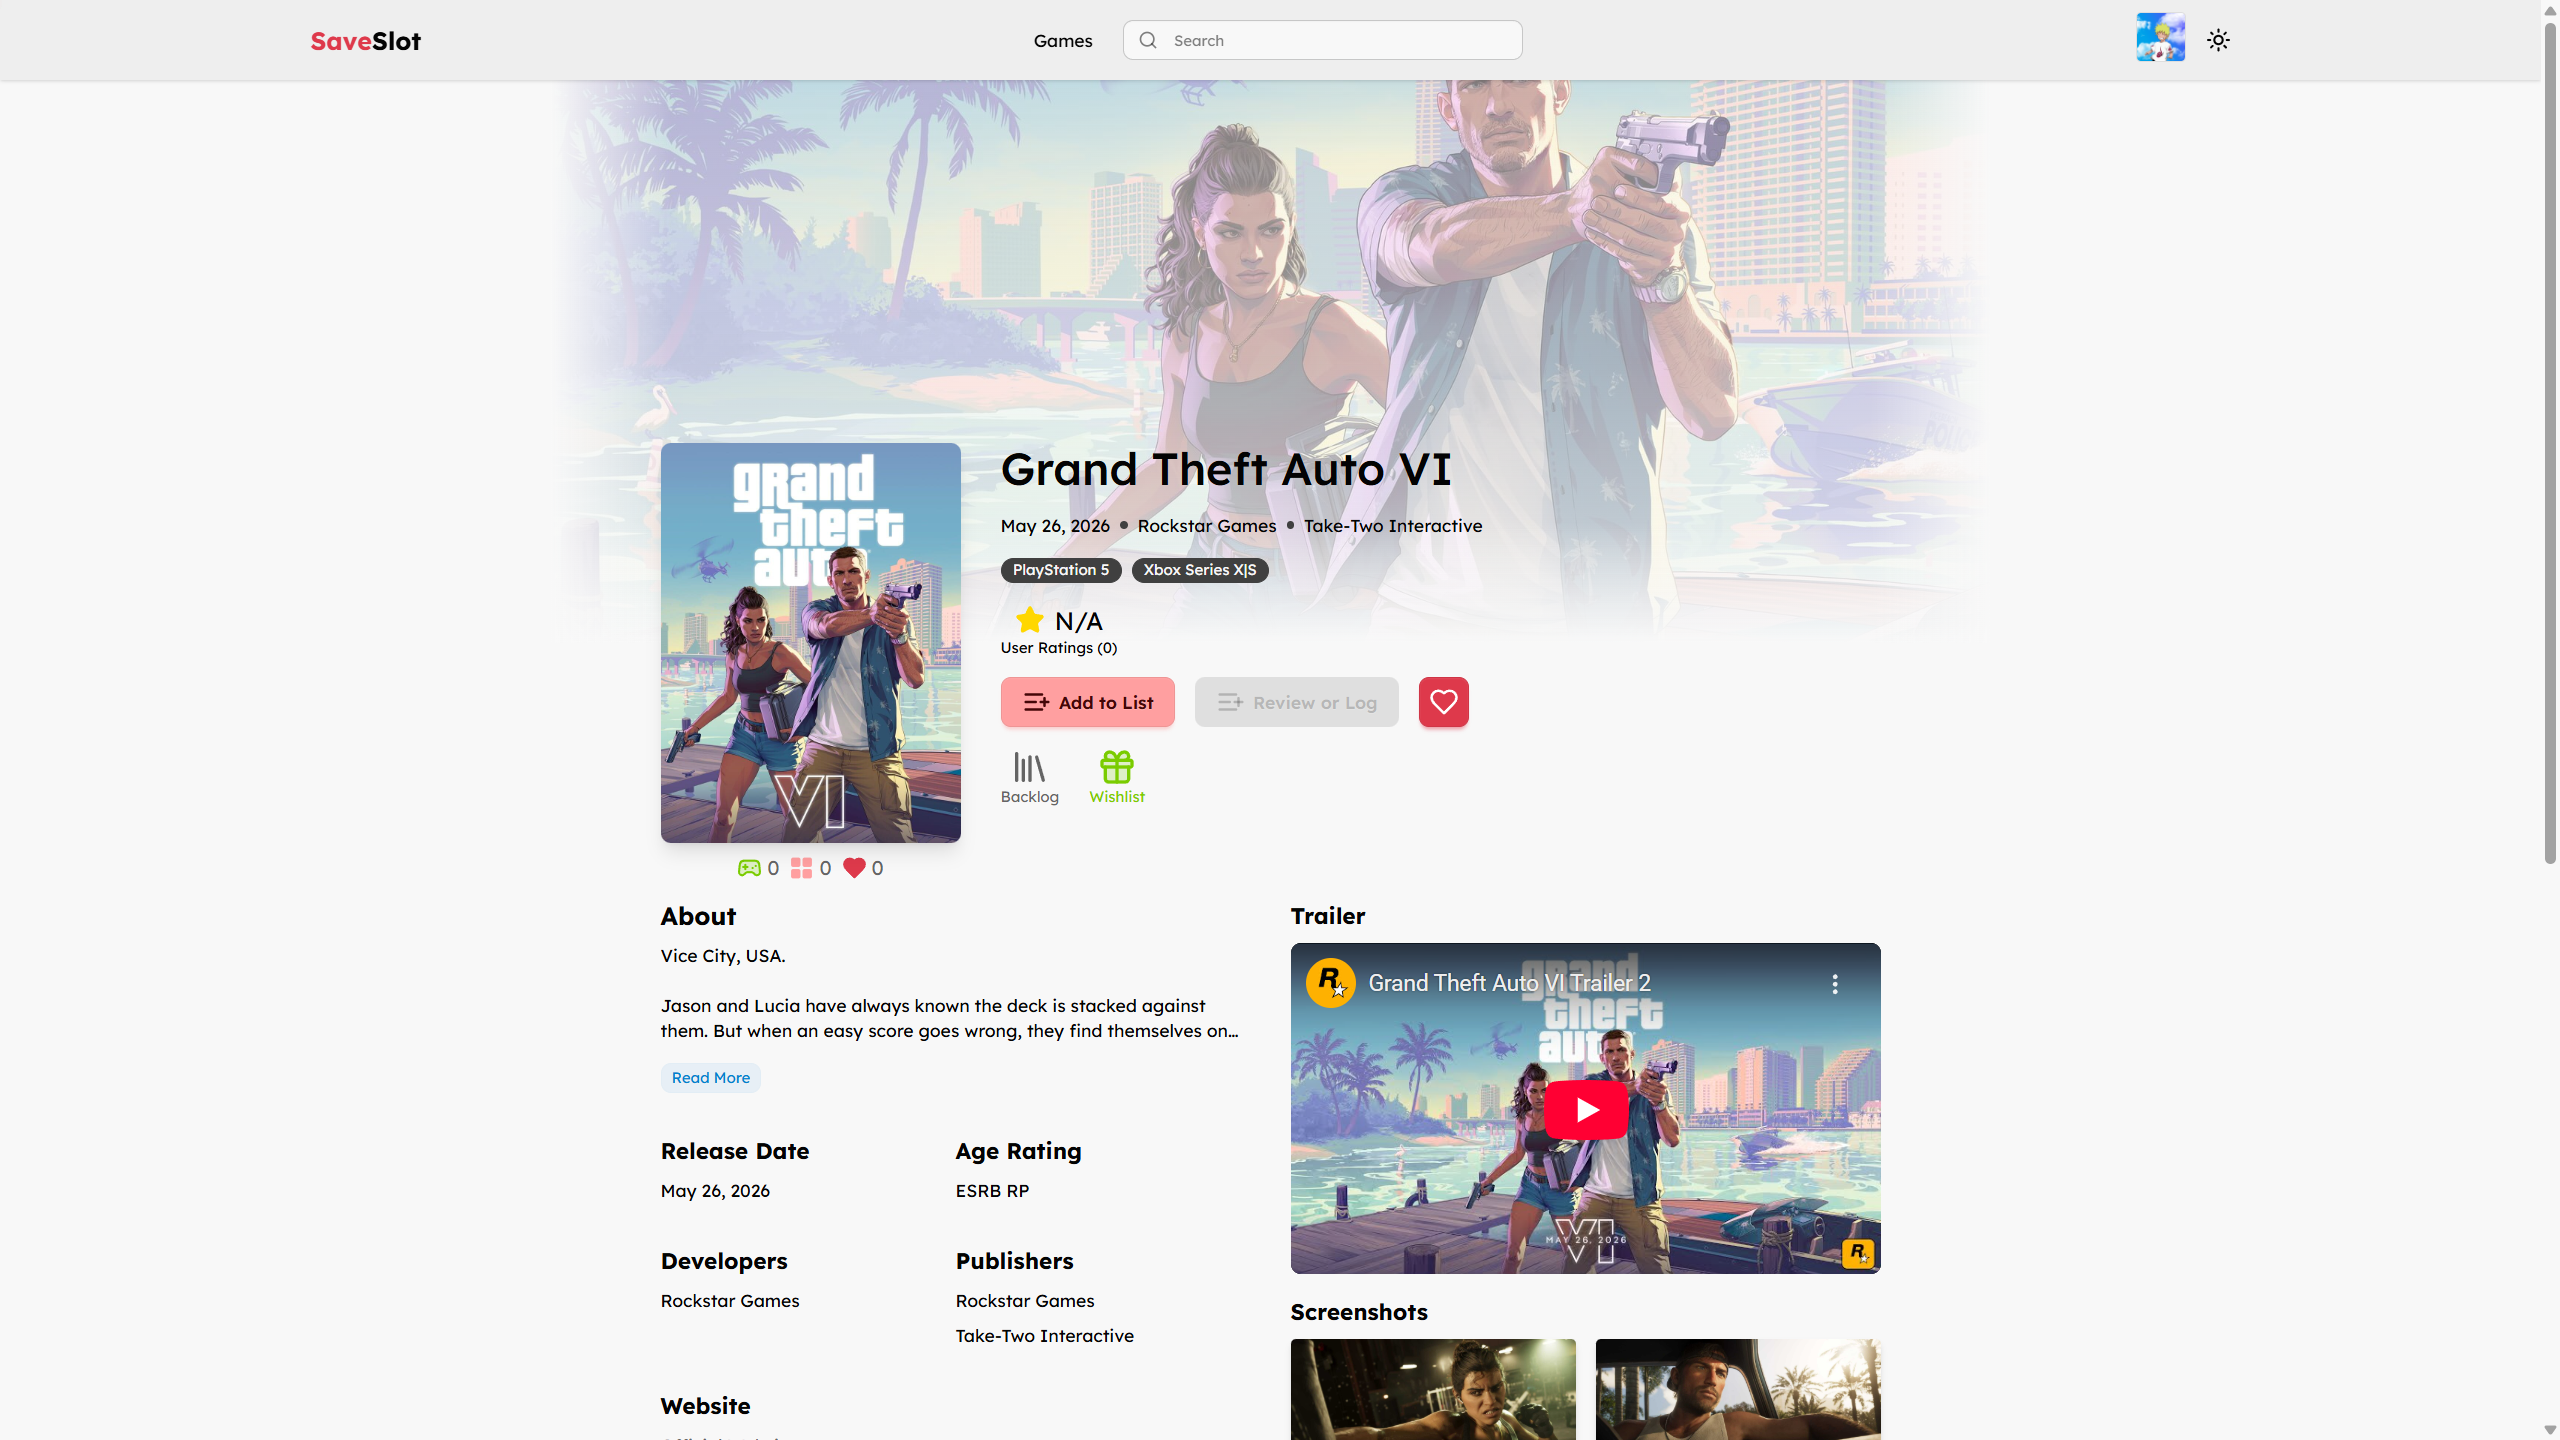 SaveSlot
Games
Search
POLICE
grand
theft
auto
VI
Grand Theft Auto VI
May 26, 2026 • Rockstar Games • Take-Two Interactive
PlayStation 5
Xbox Series X|S
N/A
User Ratings (0)
Add to List
Review or Log
Backlog
Wishlist
0
0
0
About
Vice City, USA.
Jason and Lucia have always known the deck is stacked against
them. But when an easy score goes wrong, they find themselves on...
Read More
Release Date
May 26, 2026
Age Rating
ESRB RP
Developers
Rockstar Games
Publishers
Rockstar Games
Take-Two Interactive
Website
Trailer
R
Grand Theft Auto VI Trailer 2
grand
theft
auto
VI
MAY 26, 2026
R
Screenshots